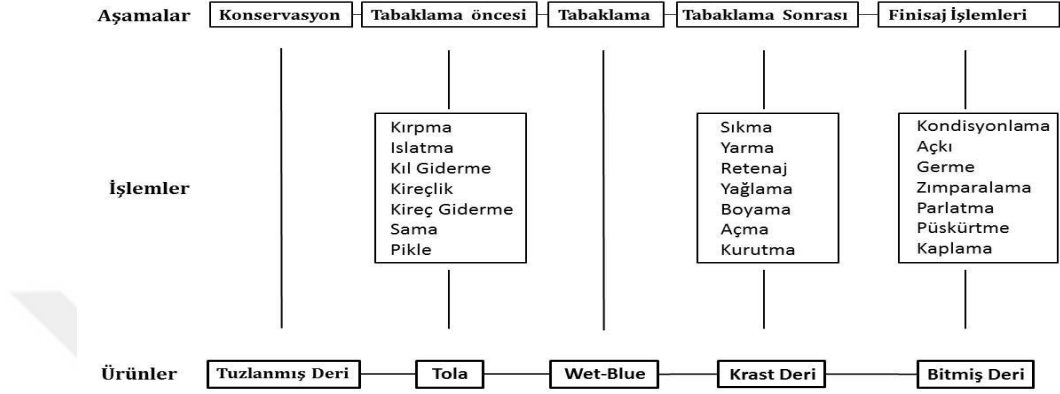 Aşamalar Konservasyon Tabaklama öncesi Tabaklama Tabaklama Sonrası Finisaj İşlemleri
İşlemler
Kırpma
Islatma
Kıl Giderme
Kireçlik
Kireç Giderme
Sama
Pikle
Sıkma
Yarma
Retenaj
Yağlama
Boyama
Açma
Kurutma
Kondisyonlama
Açkı
Germe
Zımparalama
Parlatma
Püskürtme
Kaplama
Ürünler Tuzlanmış Deri Tola Wet-Blue Krast Deri Bitmiş Deri